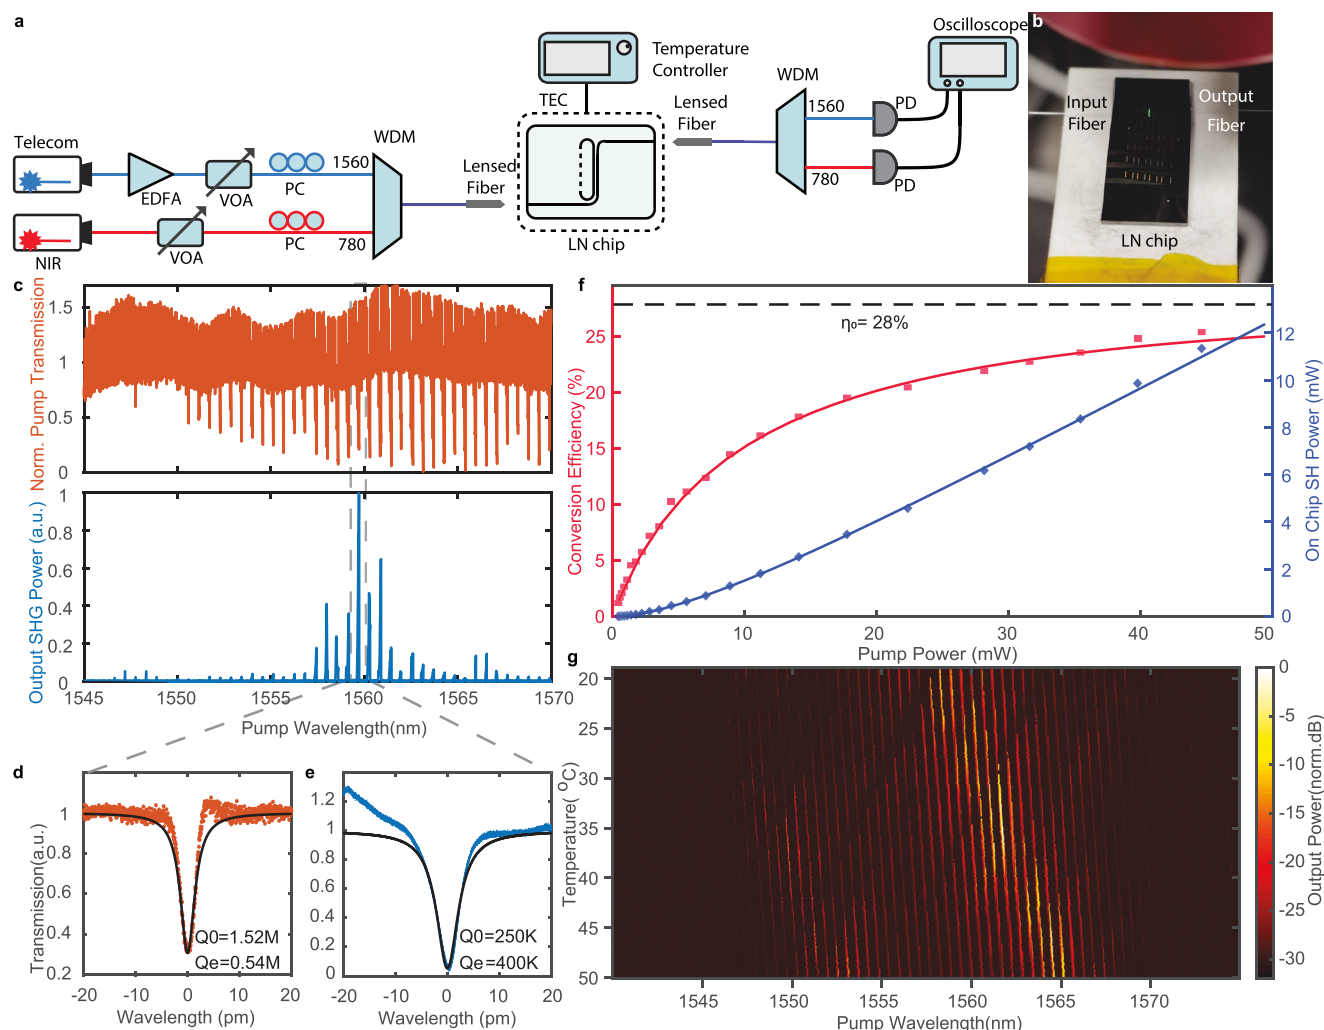 a
Telecom
EDFA
VOA
PC
1560
WDM
NIR
VOA
PC
780
Lensed
Fiber
TEC
Temperature
Controller
LN chip
Lensed
Fiber
WDM
1560
780
PD
PD
Oscilloscope
b
Input
Fiber
Output
Fiber
LN chip
c
Norm. Pump Transmission
1.5
1
0.5
0
Output SHG Power (a.u.)
1
0.8
0.6
0.4
0.2
0
1545 1550 1555 1560 1565 1570
Pump Wavelength(nm)
d
Transmission(a.u.)
1
0.8
0.6
0.4
0.2
Q0=1.52M
Qe=0.54M
-20 -10 0 10 20
Wavelength (pm)
e
1.2
1
0.8
0.6
0.4
0.2
0
Q0=250K
Qe=400K
-20 -10 0 10 20
Wavelength (pm)
f
Conversion Efficiency (%)
25
20
15
10
5
0
η₀= 28%
12
10
8
6
4
2
0
On Chip SH Power (mW)
0 10 20 30 40 50
Pump Power (mW)
g
Temperature( °C)
20
25
30
35
40
45
50
1545 1550 1555 1560 1565 1570
Pump Wavelength(nm)
0
-5
-10
-15
-20
-25
-30
Output Power(norm.dB)